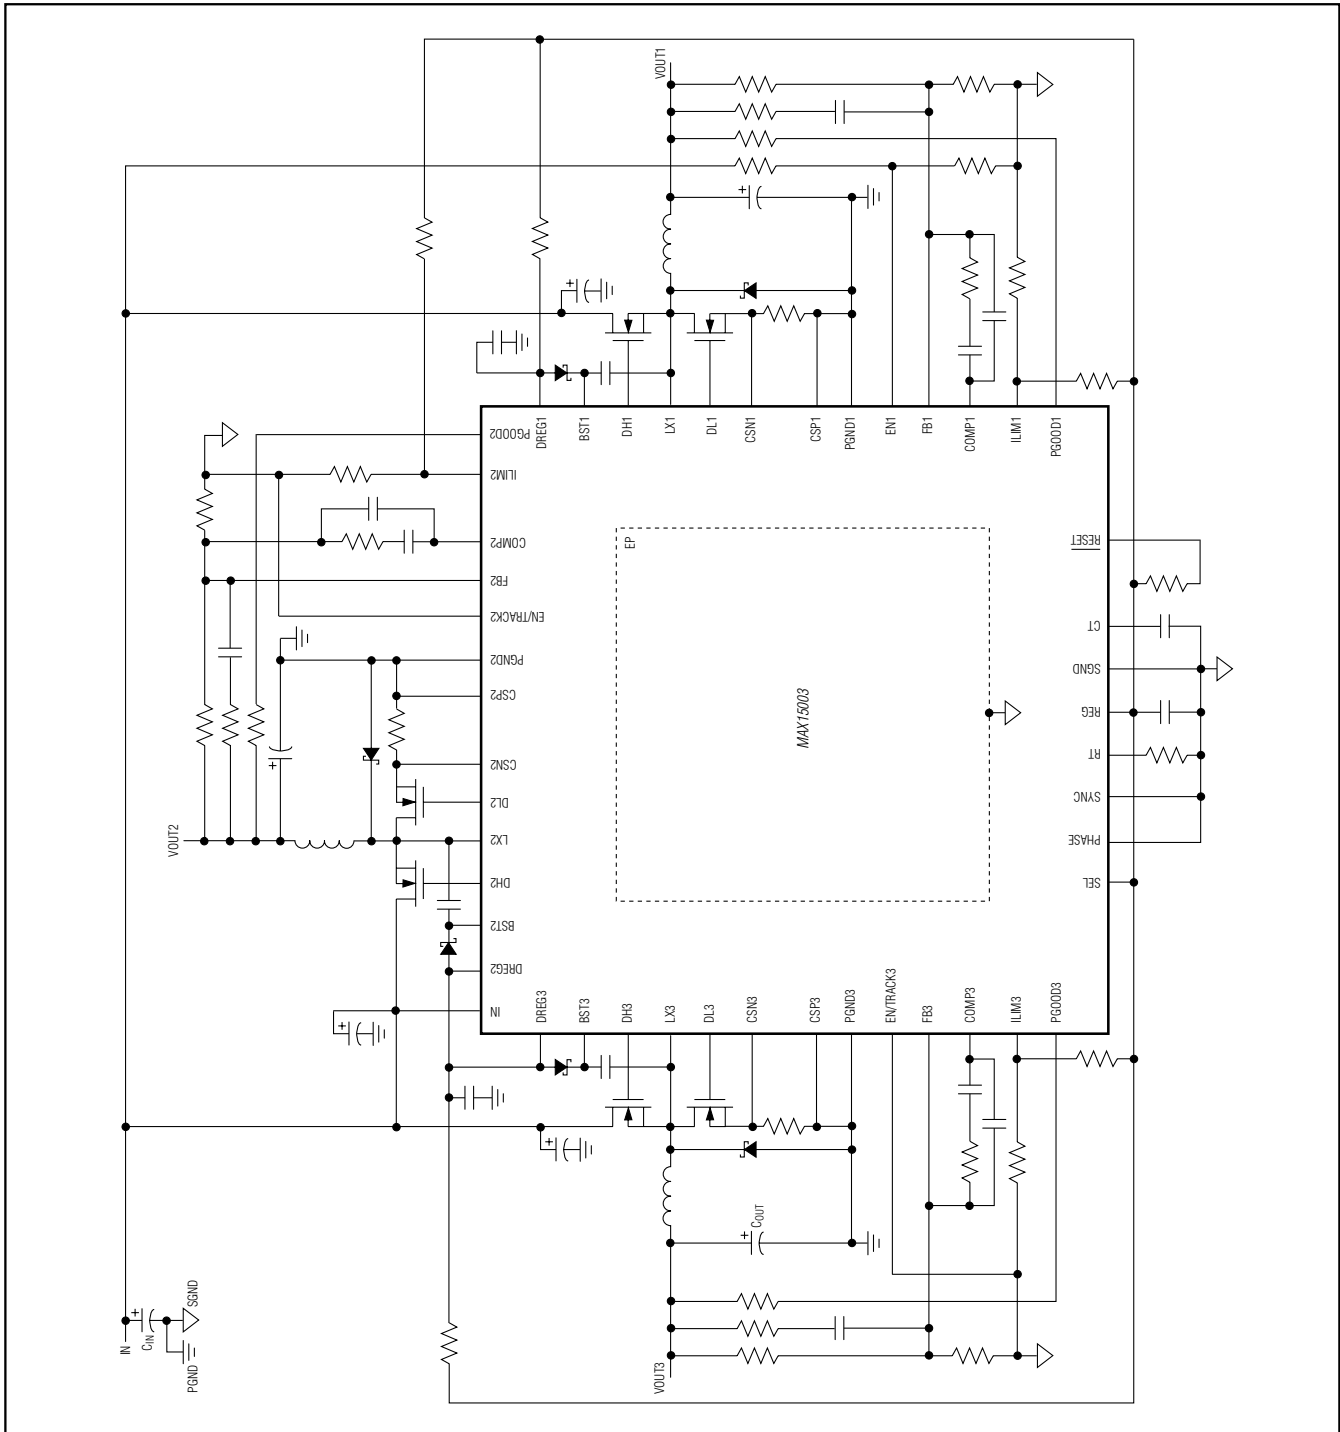 VOUT1
DREG1
BST1
DH1
LX1
DL1
CSN1
CSP1
PGND1
EN1
FB1
COMP1
ILIM1
PGOOD1
PGOOD2
ILIM2
COMP2
FB2
EN/TRACK2
PGND2
CSP2
CSN2
DL2
LX2
DH2
BST2
DREG2
IN
VOUT2
EP
MAX15003
RESET
CT
SGND
REG
RT
SYNC
PHASE
SEL
DREG3
BST3
DH3
LX3
DL3
CSN3
CSP3
PGND3
EN/TRACK3
FB3
COMP3
ILIM3
PGOOD3
COUT
VOUT3
IN
CIN
SGND
PGND